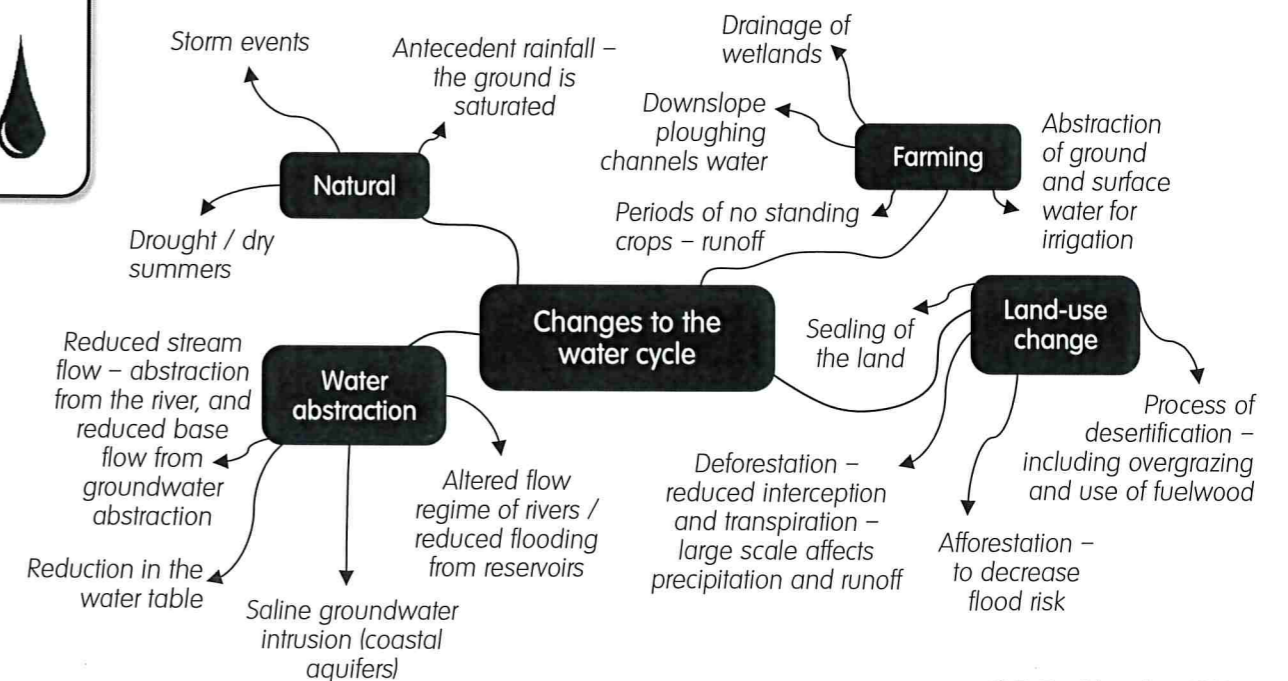 Changes to the
water cycle
Natural
Storm events
Antecedent rainfall –
the ground is
saturated
Drought / dry
summers
Farming
Drainage of
wetlands
Downslope
ploughing
channels water
Periods of no standing
crops – runoff
Abstraction
of ground
and surface
water for
irrigation
Land-use
change
Sealing of
the land
Deforestation –
reduced interception
and transpiration –
large scale affects
precipitation and runoff
Afforestation –
to decrease
flood risk
Process of
desertification –
including overgrazing
and use of fuelwood
Water
abstraction
Reduced stream
flow – abstraction
from the river, and
reduced base
flow from
groundwater
abstraction
Reduction in the
water table
Saline groundwater
intrusion (coastal
aquifers)
Altered flow
regime of rivers /
reduced flooding
from reservoirs